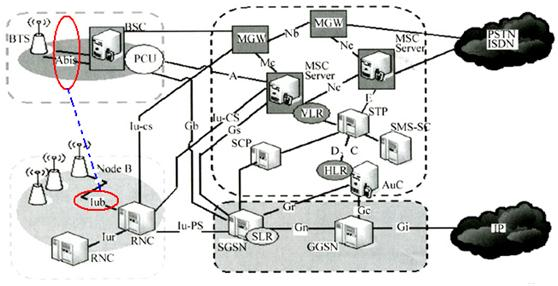 BTS
BSC
Abis
PCU
MGW
Nb
MGW
Mc
Nc
MSC
Server
MSC
Server
PSTN
ISDN
A
Nc
E
VLR
STP
SMS-SC
Iu-cs
Gb
Iu-CS
Gs
SCP
D
C
HLR
AuC
Node B
Iub
RNC
Iur
RNC
Iu-PS
Gr
Gc
SGSN
SLR
Gn
GGSN
Gi
IP